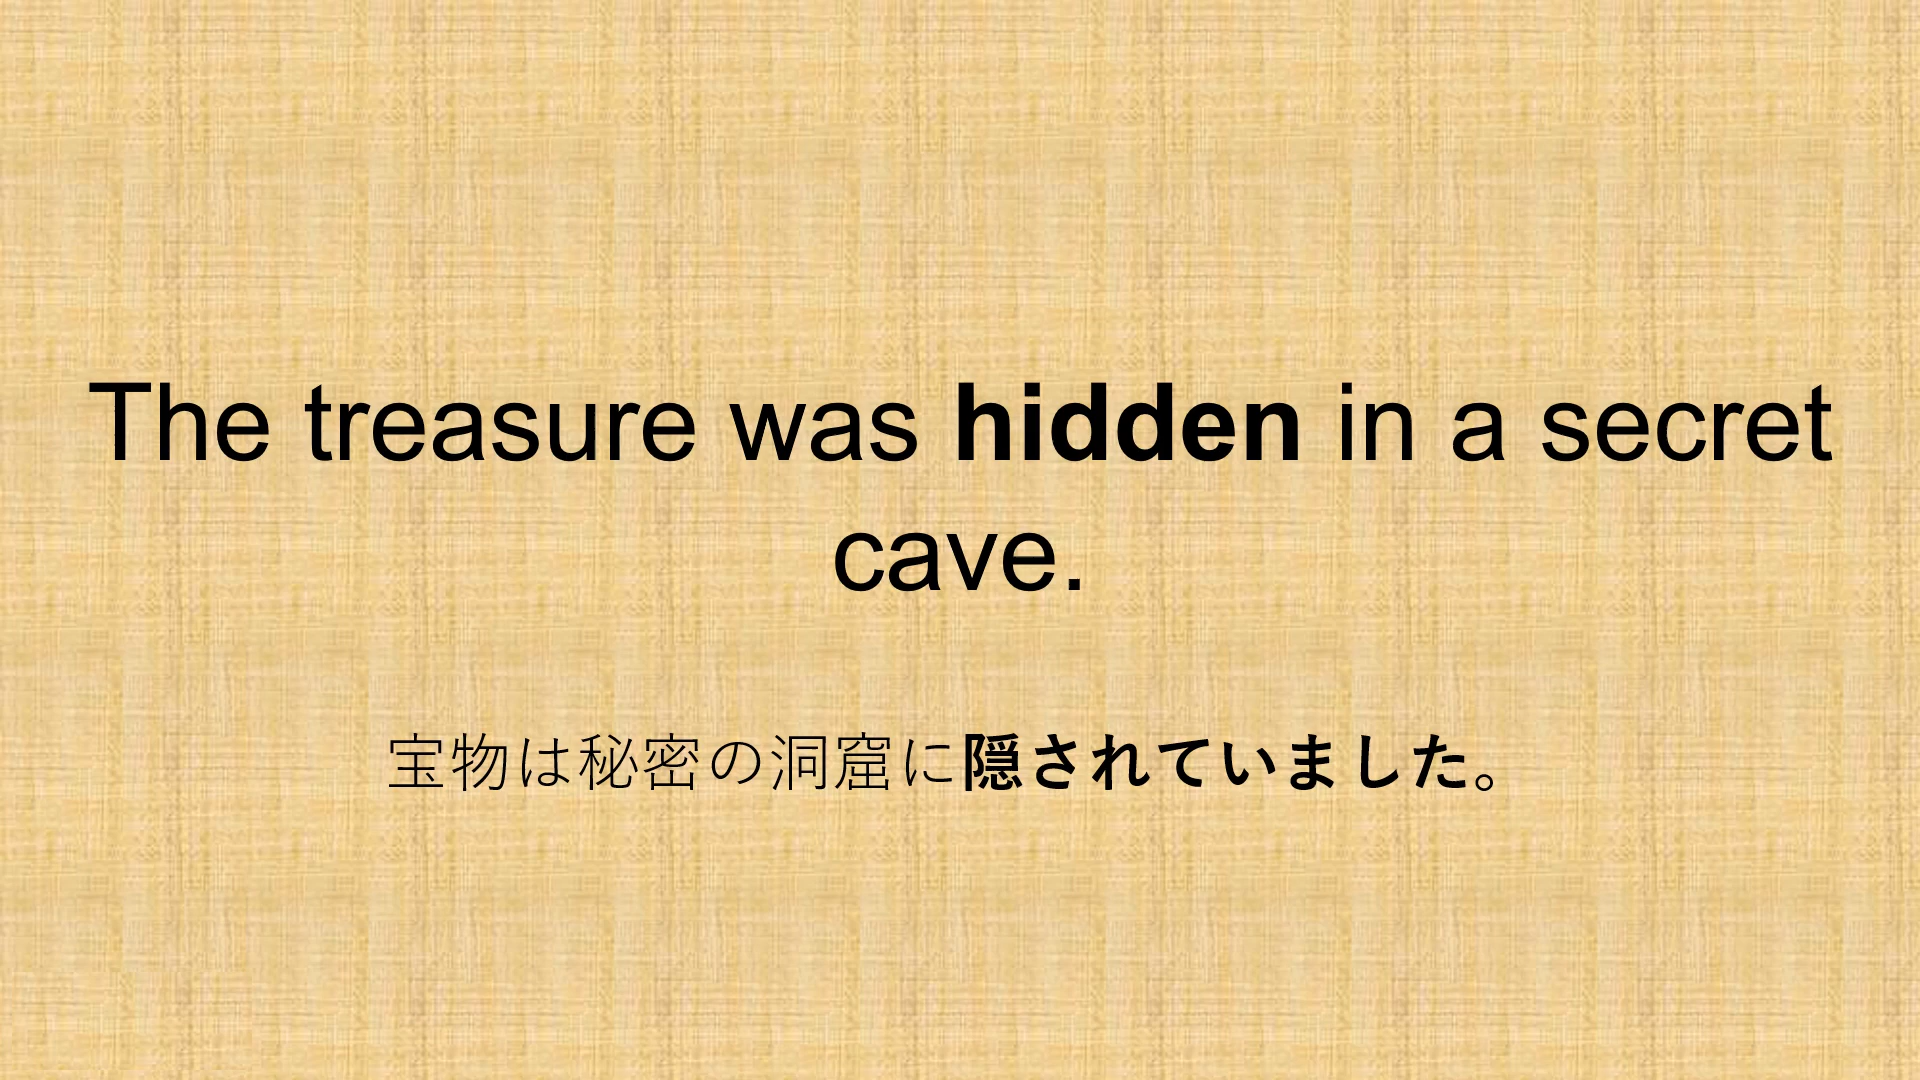 The treasure was hidden in a secret
cave.
宝物は秘密の洞窟に隠されていました。